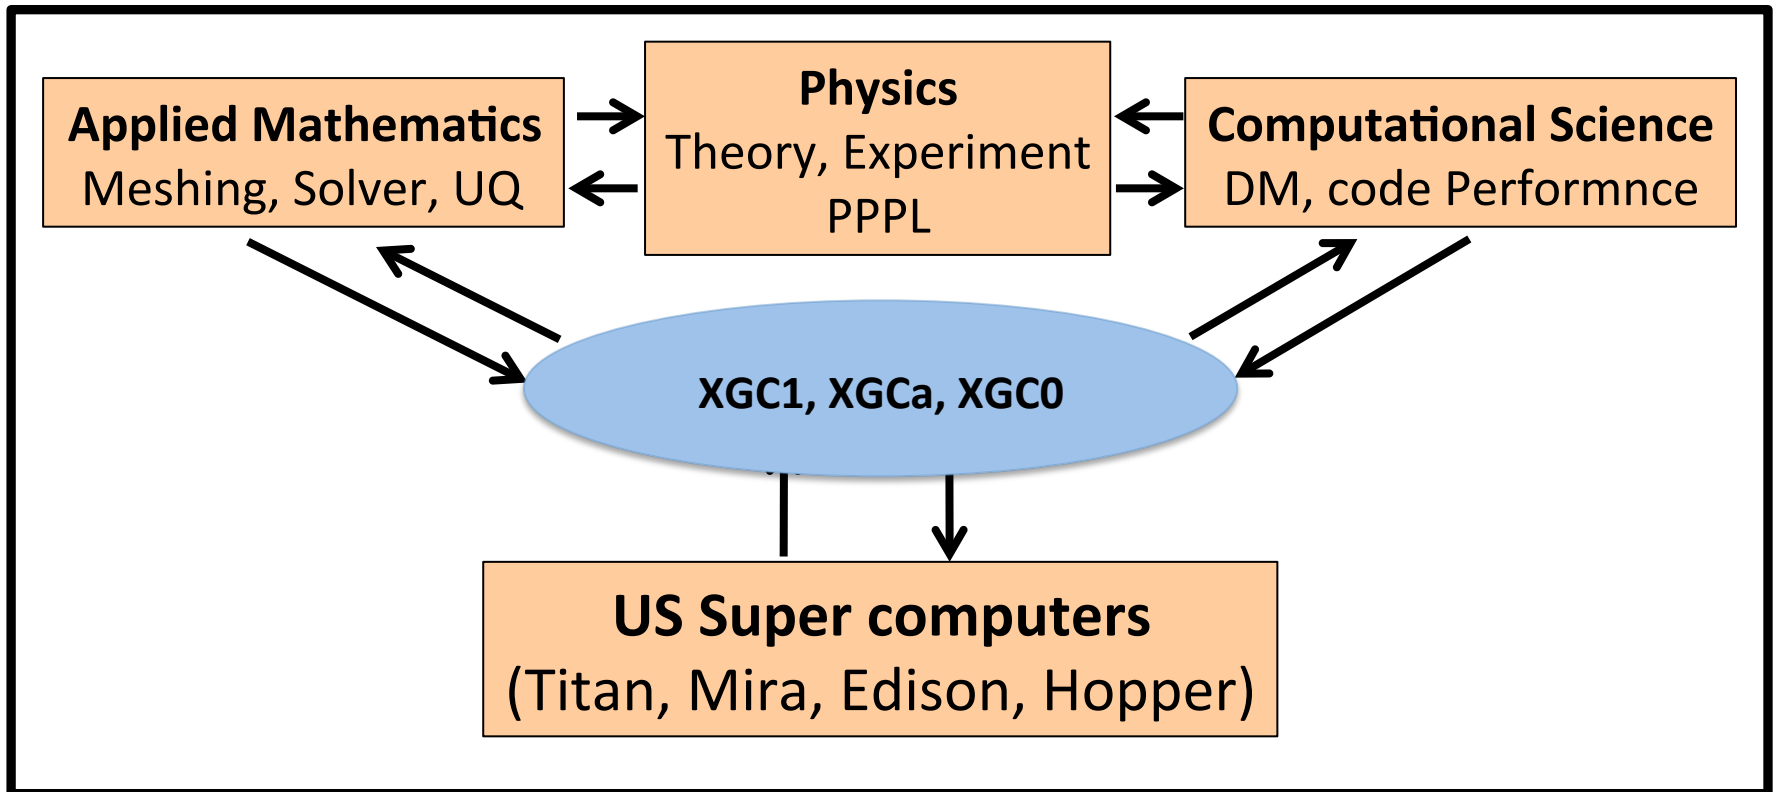 Applied Mathematics
Meshing, Solver, UQ
Physics
Theory, Experiment
PPPL
Computational Science
DM, code Performnce
XGC1, XGCa, XGC0
US Super computers
(Titan, Mira, Edison, Hopper)